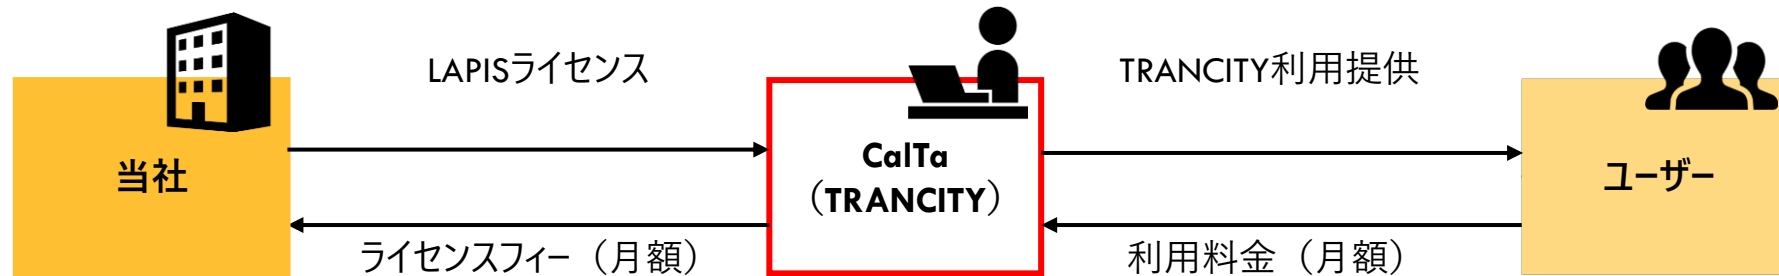 LAPISライセンス
TRANCITY利用提供
当社
CalTa
（TRANCITY）
ユーザー
ライセンスフィー（月額）
利用料金（月額）